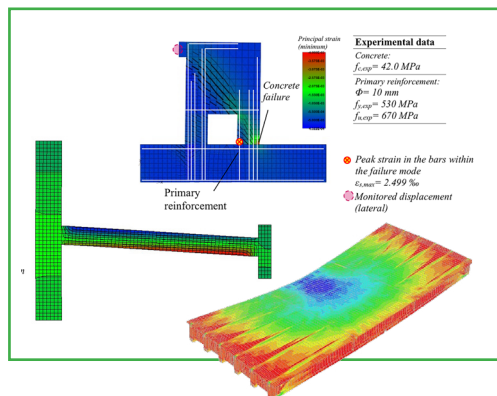 Principal strain
(minimum)
Concrete
failure
Experimental data
Concrete:
f_c,exp= 42.0 MPa
Primary reinforcement:
Φ= 10 mm
f_y,exp= 530 MPa
f_u,exp= 670 MPa
Peak strain in the bars within
the failure mode
ε_s,max= 2.499 ‰
Monitored displacement
(lateral)
Primary
reinforcement